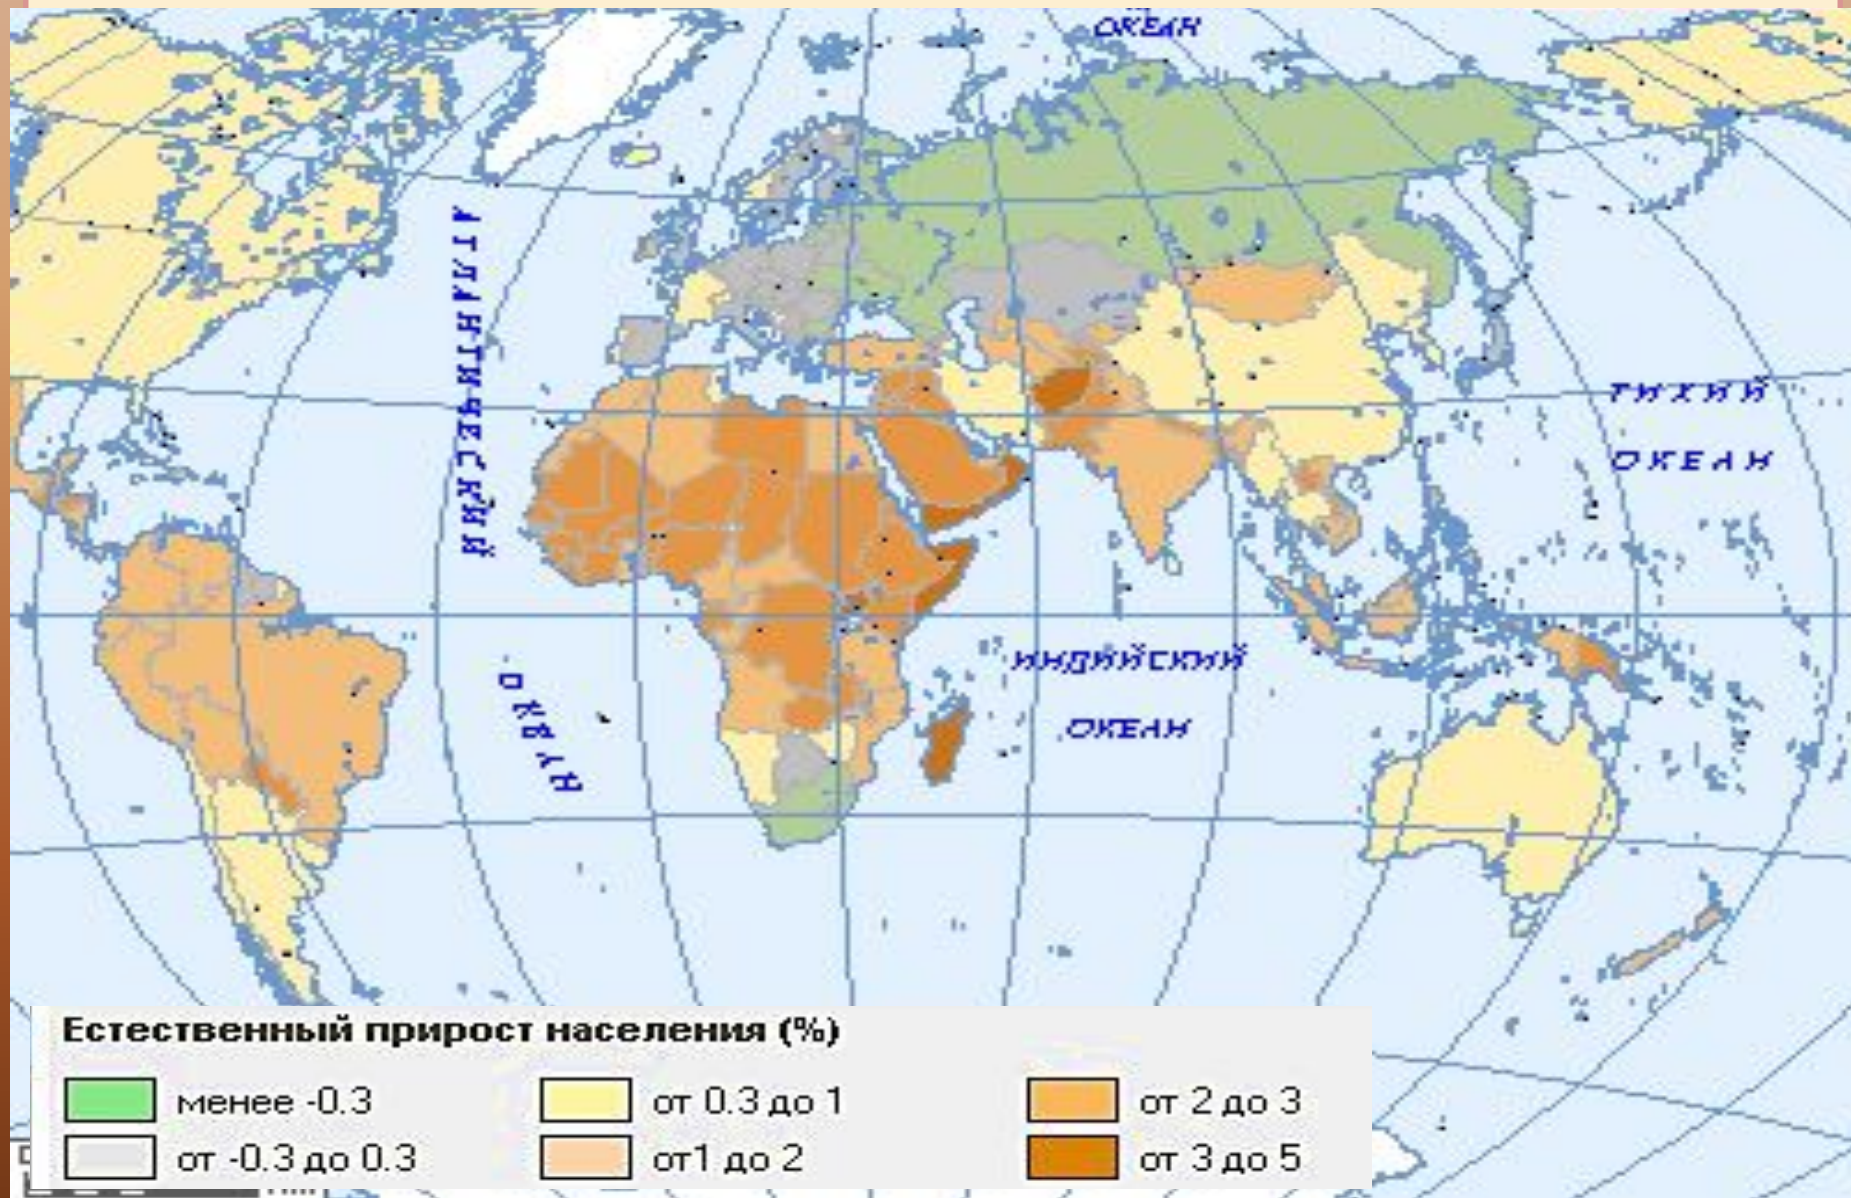 ОКЕАН
АТЛАНТИЧЕСКИЙ
ОКЕАН
ТИХИЙ
ОКЕАН
ИНДИЙСКИЙ
ОКЕАН
Естественный прирост населения (%)
менее -0.3
от 0.3 до 1
от 2 до 3
от -0.3 до 0.3
от1 до 2
от 3 до 5